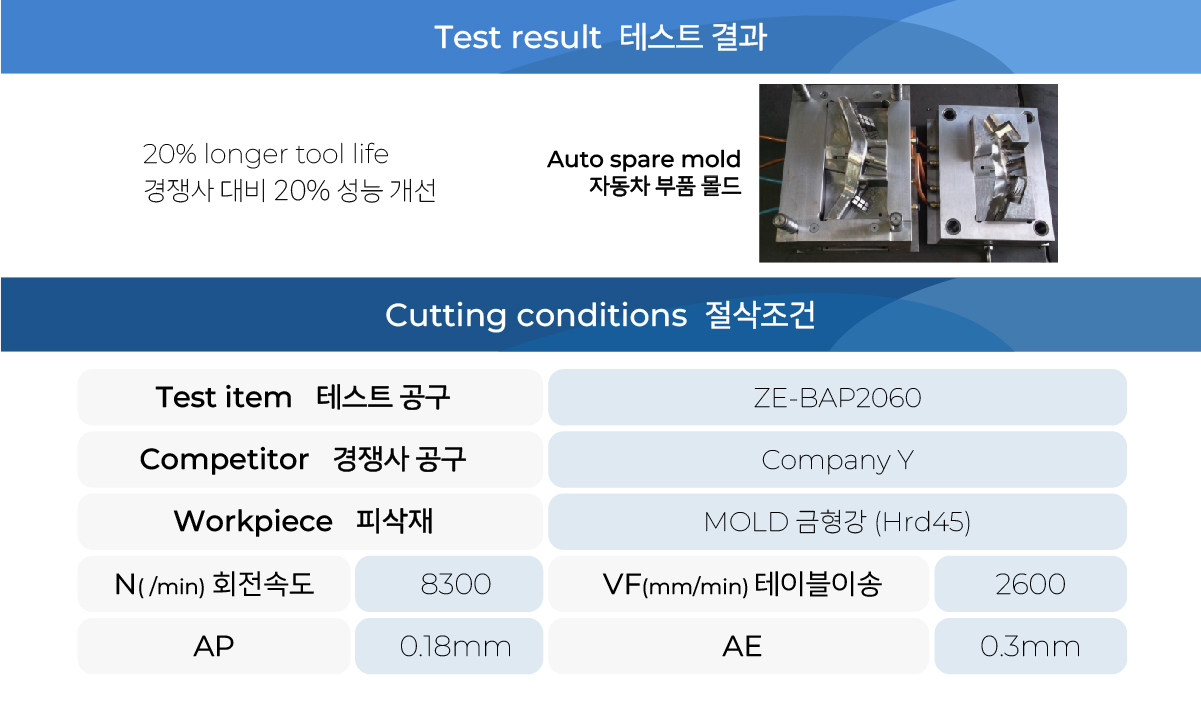 Test result 테스트 결과
20% longer tool life
경쟁사 대비 20% 성능 개선
Auto spare mold
자동차 부품 몰드
Cutting conditions 절삭조건
Test item 테스트 공구 ZE-BAP2060
Competitor 경쟁사 공구 Company Y
Workpiece 피삭재 MOLD 금형강 (Hrd45)
N( /min) 회전속도 8300 VF(mm/min) 테이블이송 2600
AP 0.18mm AE 0.3mm